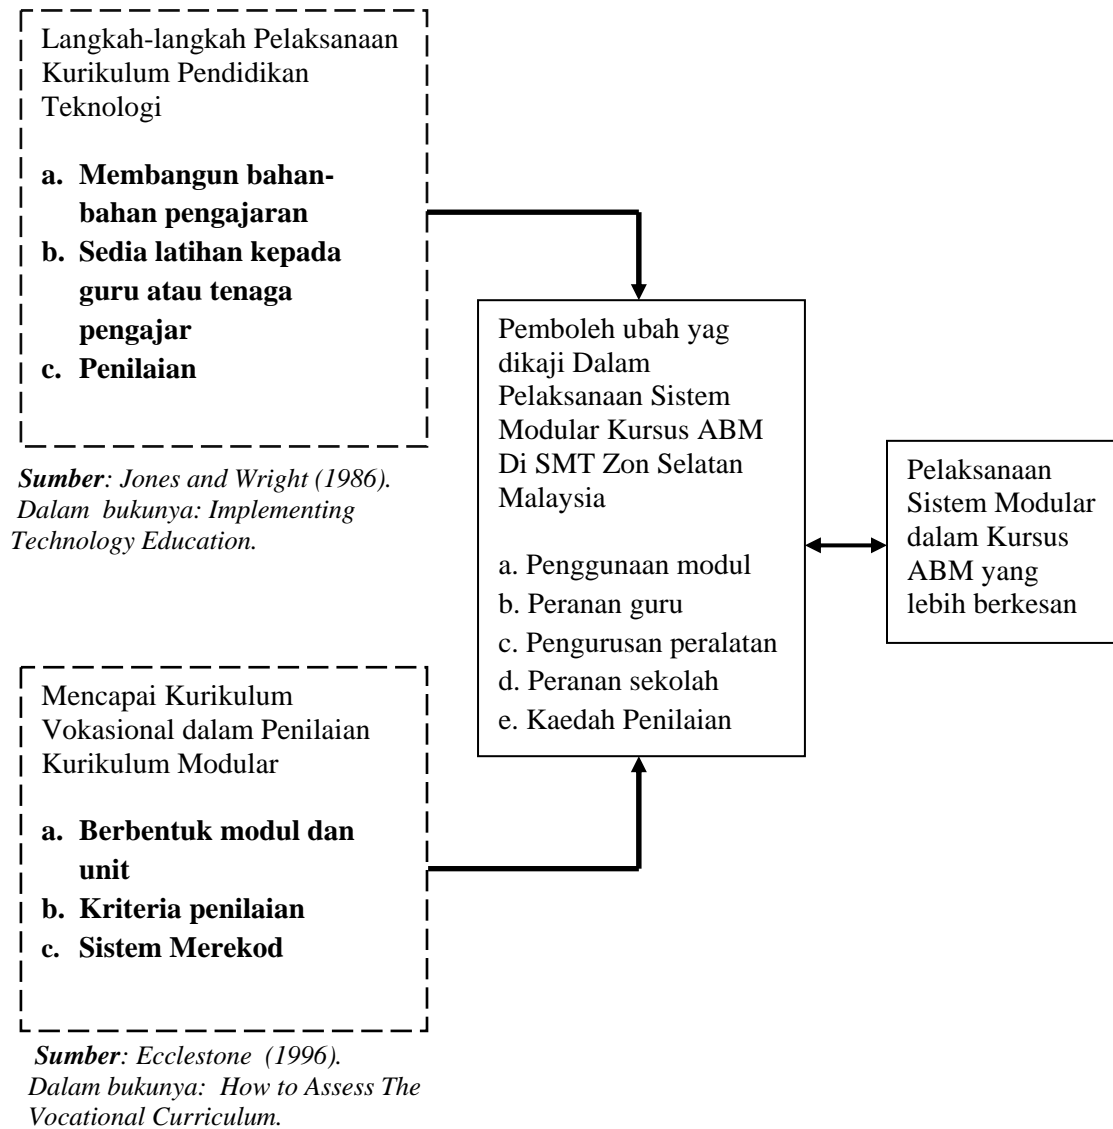 Langkah-langkah Pelaksanaan
Kurikulum Pendidikan
Teknologi
a. Membangun bahan-
bahan pengajaran
b. Sedia latihan kepada
guru atau tenaga
pengajar
c. Penilaian
Sumber: Jones and Wright (1986).
Dalam bukunya: Implementing
Technology Education.
Mencapai Kurikulum
Vokasional dalam Penilaian
Kurikulum Modular
a. Berbentuk modul dan
unit
b. Kriteria penilaian
c. Sistem Merekod
Sumber: Ecclestone (1996).
Dalam bukunya: How to Assess The
Vocational Curriculum.
Pemboleh ubah yag
dikaji Dalam
Pelaksanaan Sistem
Modular Kursus ABM
Di SMT Zon Selatan
Malaysia
a. Penggunaan modul
b. Peranan guru
c. Pengurusan peralatan
d. Peranan sekolah
e. Kaedah Penilaian
Pelaksanaan
Sistem Modular
dalam Kursus
ABM yang
lebih berkesan